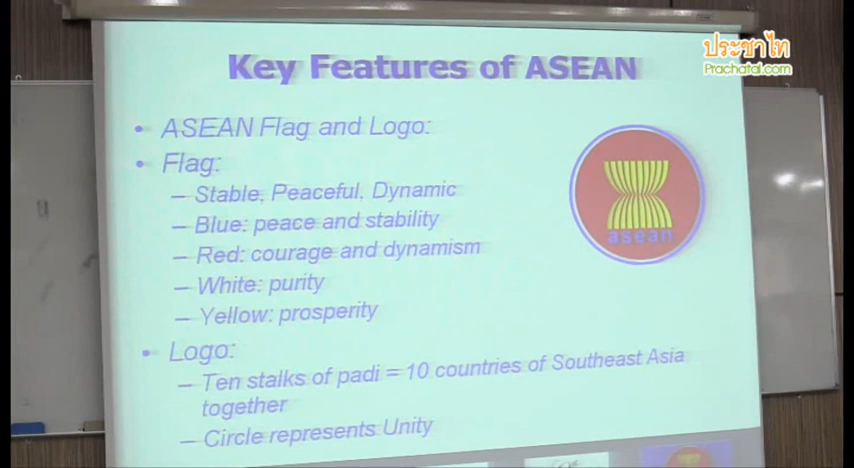 ประชาไท
Prachatai.com
Key Features of ASEAN
• ASEAN Flag and Logo:
• Flag:
– Stable, Peaceful, Dynamic
– Blue: peace and stability
– Red: courage and dynamism
– White: purity
– Yellow: prosperity
asean
• Logo:
– Ten stalks of padi = 10 countries of Southeast Asia
together
– Circle represents Unity